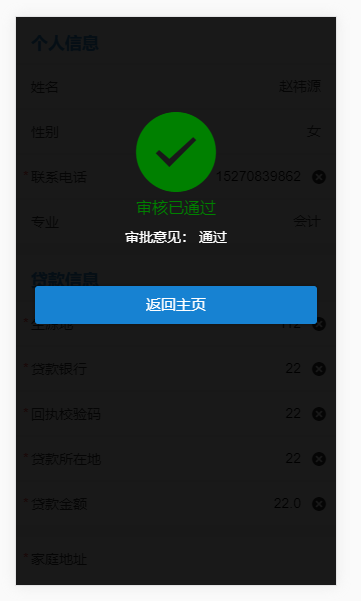 个人信息
姓名 赵祎源
性别 女
* 联系电话 15270839862
审核已通过
专业 会计
审批意见： 通过
贷款信息
返回主页
* 贷款银行 22
* 回执校验码 22
* 贷款所在地 22
* 贷款金额 22.0
* 家庭地址